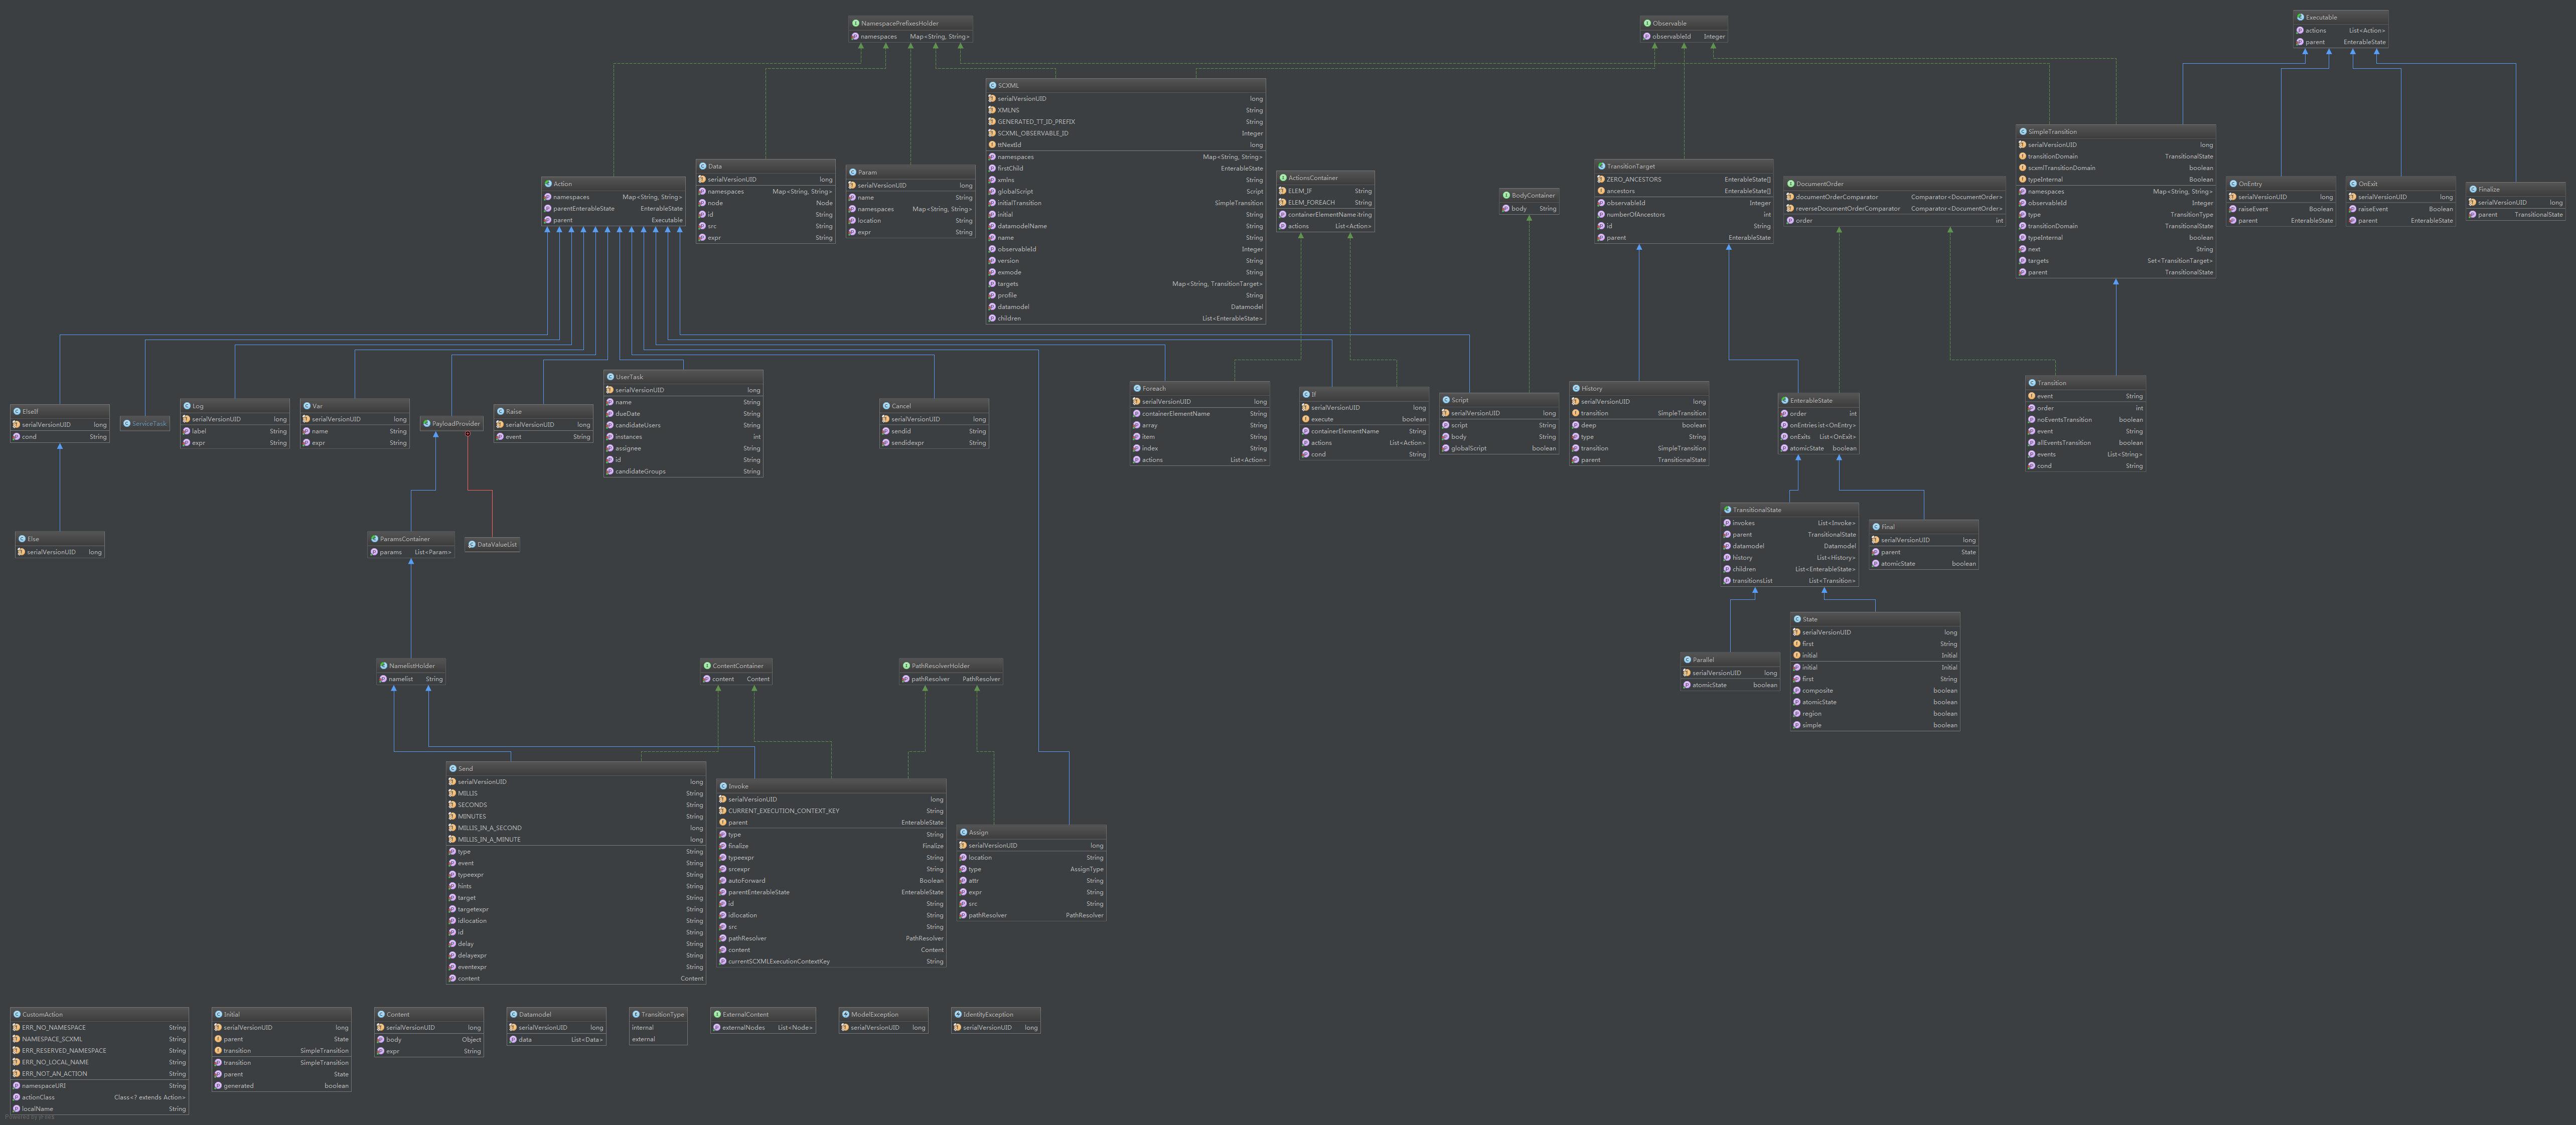 NamespacePrefixesHolder
namespaces Map<String, String>
Observable
observableId Integer
Executable
actions List<Action>
parent EnterableState
SCXML
serialVersionUID long
XMLNS String
GENERATED_TT_ID_PREFIX String
SCXML_OBSERVABLE_ID Integer
ttNextId long
namespaces Map<String, String>
firstChild EnterableState
xmlns String
globalScript Script
initialTransition SimpleTransition
initial String
datamodelName String
name String
observableId Integer
version String
exmode String
targets Map<String, TransitionTarget>
profile String
datamodel Datamodel
children List<EnterableState>
Action
namespaces Map<String, String>
parentEnterableState EnterableState
parent Executable
Data
serialVersionUID long
namespaces Map<String, String>
node Node
id String
src String
expr String
Param
serialVersionUID long
name String
namespaces Map<String, String>
location String
expr String
ActionsContainer
ELEM_IF String
ELEM_FOREACH String
containerElementName tring
actions List<Action>
BodyContainer
body String
TransitionTarget
ZERO_ANCESTORS EnterableState[]
ancestors EnterableState[]
observableId Integer
numberOfAncestors int
id String
parent EnterableState
DocumentOrder
documentOrderComparator Comparator<DocumentOrder>
reverseDocumentOrderComparator Comparator<DocumentOrder>
order int
SimpleTransition
serialVersionUID long
transitionDomain TransitionalState
scxmlTransitionDomain boolean
typeInternal Boolean
namespaces Map<String, String>
observableId Integer
type TransitionType
transitionDomain TransitionalState
typeInternal boolean
next String
targets Set<TransitionTarget>
parent TransitionalState
OnEntry
serialVersionUID long
raiseEvent Boolean
parent EnterableState
OnExit
serialVersionUID long
raiseEvent Boolean
parent EnterableState
Finalize
serialVersionUID long
parent TransitionalState
ElseIf
serialVersionUID long
cond String
ServiceTask
Log
serialVersionUID long
label String
expr String
Var
serialVersionUID long
name String
expr String
PayloadProvider
Raise
serialVersionUID long
event String
UserTask
serialVersionUID long
name String
dueDate String
candidateUsers String
instances int
assignee String
id String
candidateGroups String
Cancel
serialVersionUID long
sendid String
sendidexpr String
Foreach
serialVersionUID long
containerElementName String
array String
item String
index String
actions List<Action>
If
serialVersionUID long
execute boolean
containerElementName String
actions List<Action>
cond String
Script
serialVersionUID long
script String
body String
globalScript boolean
History
serialVersionUID long
transition SimpleTransition
deep boolean
type String
transition SimpleTransition
parent TransitionalState
EnterableState
order int
onEntries ist<OnEntry>
onExits List<OnExit>
atomicState boolean
Transition
event String
order int
noEventsTransition boolean
event String
allEventsTransition boolean
events List<String>
cond String
Else
serialVersionUID long
ParamsContainer
params List<Param>
DataValueList
TransitionalState
invokes List<Invoke>
parent TransitionalState
datamodel Datamodel
history List<History>
children List<EnterableState>
transitionsList List<Transition>
Final
serialVersionUID long
parent State
atomicState boolean
Parallel
serialVersionUID long
atomicState boolean
State
serialVersionUID long
first String
initial Initial
initial Initial
first String
composite boolean
atomicState boolean
region boolean
simple boolean
NamelistHolder
namelist String
ContentContainer
content Content
PathResolverHolder
pathResolver PathResolver
Send
serialVersionUID long
MILLIS String
SECONDS String
MINUTES String
MILLIS_IN_A_SECOND long
MILLIS_IN_A_MINUTE long
type String
event String
typeexpr String
hints String
target String
targetexpr String
idlocation String
id String
delay String
delayexpr String
eventexpr String
content Content
Invoke
serialVersionUID long
CURRENT_EXECUTION_CONTEXT_KEY String
parent EnterableState
type String
finalize Finalize
typeexpr String
srcexpr String
autoForward Boolean
parentEnterableState EnterableState
id String
idlocation String
src String
pathResolver PathResolver
content Content
currentSCXMLExecutionContextKey String
Assign
serialVersionUID long
location String
type AssignType
attr String
expr String
src String
pathResolver PathResolver
CustomAction
ERR_NO_NAMESPACE String
NAMESPACE_SCXML String
ERR_RESERVED_NAMESPACE String
ERR_NO_LOCAL_NAME String
ERR_NOT_AN_ACTION String
namespaceURI String
actionClass Class<? extends Action>
localName String
Initial
serialVersionUID long
parent State
transition SimpleTransition
transition SimpleTransition
parent State
generated boolean
Content
serialVersionUID long
body Object
expr String
Datamodel
serialVersionUID long
data List<Data>
TransitionType
internal
external
ExternalContent
externalNodes List<Node>
ModelException
serialVersionUID long
IdentityException
serialVersionUID long
Powered by yFiles